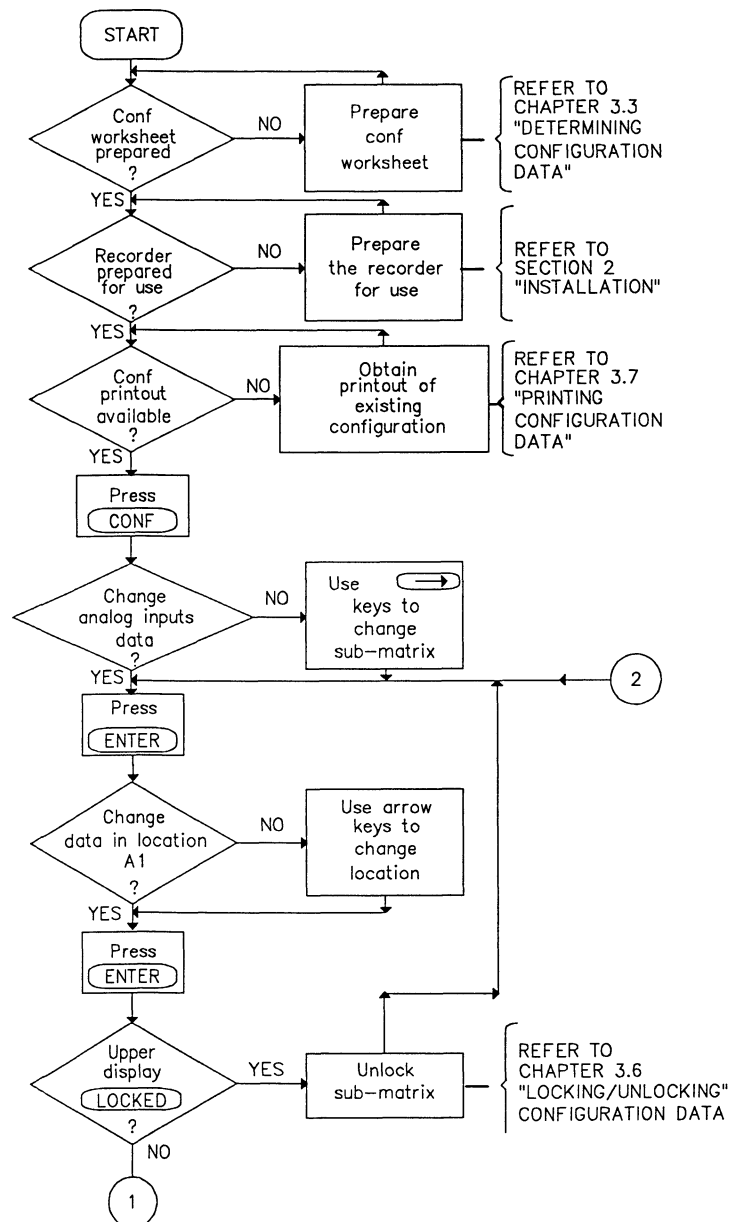 START
Conf
worksheet
prepared
?
NO
YES
Prepare
conf
worksheet
REFER TO
CHAPTER 3.3
"DETERMINING
CONFIGURATION
DATA"
Recorder
prepared
for use
?
NO
YES
Prepare
the recorder
for use
REFER TO
SECTION 2
"INSTALLATION"
Conf
printout
available
?
NO
YES
Obtain
printout of
existing
configuration
REFER TO
CHAPTER 3.7
"PRINTING
CONFIGURATION
DATA"
Press
CONF
Change
analog inputs
data
?
NO
YES
Use →
keys to
change
sub-matrix
2
Press
ENTER
Change
data in location
A1
?
NO
YES
Use arrow
keys to
change
location
Press
ENTER
Upper
display
LOCKED
?
YES
NO
Unlock
sub-matrix
REFER TO
CHAPTER 3.6
"LOCKING/UNLOCKING"
CONFIGURATION DATA
1